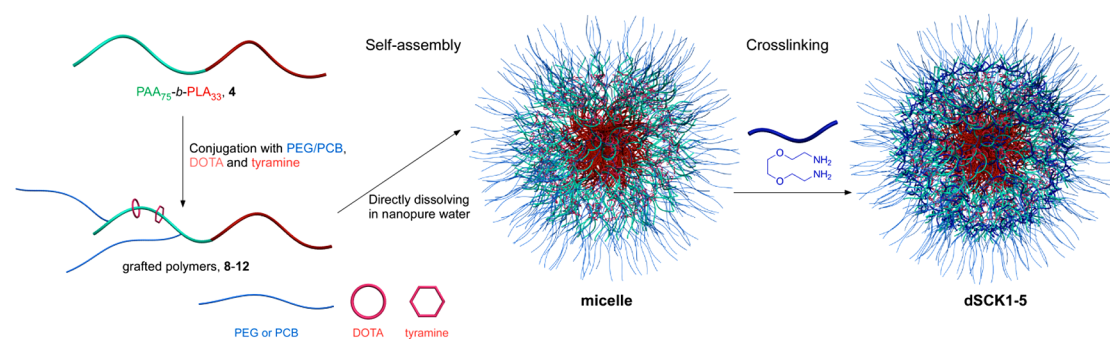 Self-assembly
Crosslinking
PAA75-b-PLA33, 4
Conjugation with PEG/PCB,
DOTA and tyramine
O
NH2
NH2
O
Directly dissolving
in nanopure water
grafted polymers, 8-12
micelle
dSCK1-5
PEG or PCB
DOTA
tyramine